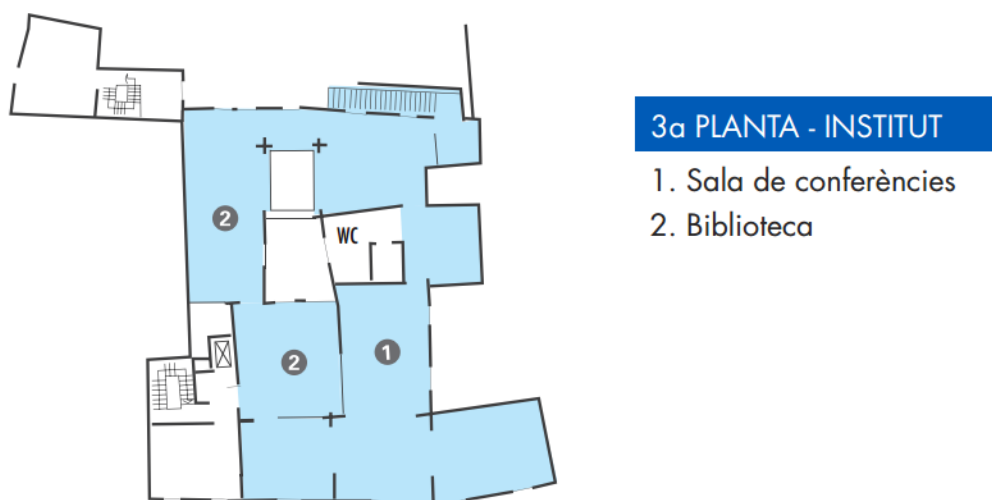 3a PLANTA - INSTITUT
1. Sala de conferències
2. Biblioteca
2
WC
2
1